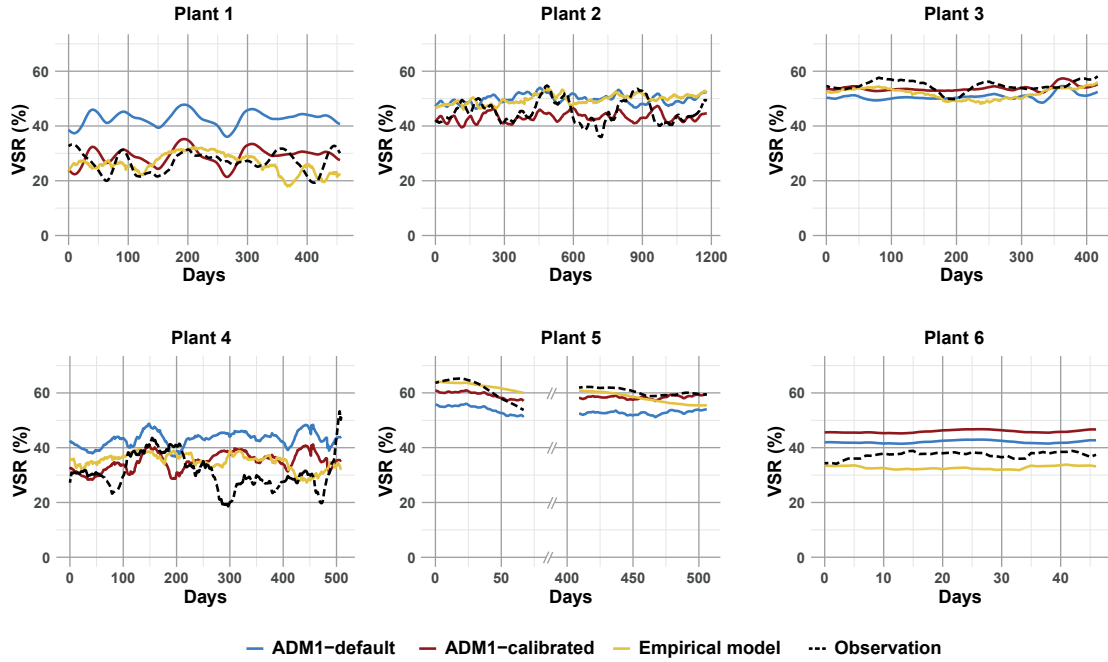 Plant 1
Plant 2
Plant 3
VSR (%)
60
40
20
0
0 100 200 300 400
Days
VSR (%)
60
40
20
0
0 300 600 900 1200
Days
VSR (%)
60
40
20
0
0 100 200 300 400
Days
Plant 4
Plant 5
Plant 6
VSR (%)
60
40
20
0
0 100 200 300 400 500
Days
VSR (%)
60
40
20
0
0 50 400 450 500
Days
VSR (%)
60
40
20
0
0 10 20 30 40
Days
ADM1−default ADM1−calibrated Empirical model Observation